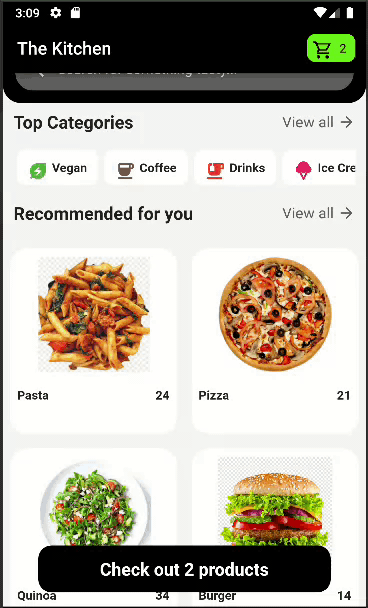 3:09
The Kitchen 2
Search for something tasty...
Top Categories View all
Vegan Coffee Drinks Ice Cre
Recommended for you View all
Pasta 24 Pizza 21
Quinoa 34 Burger 14
Check out 2 products